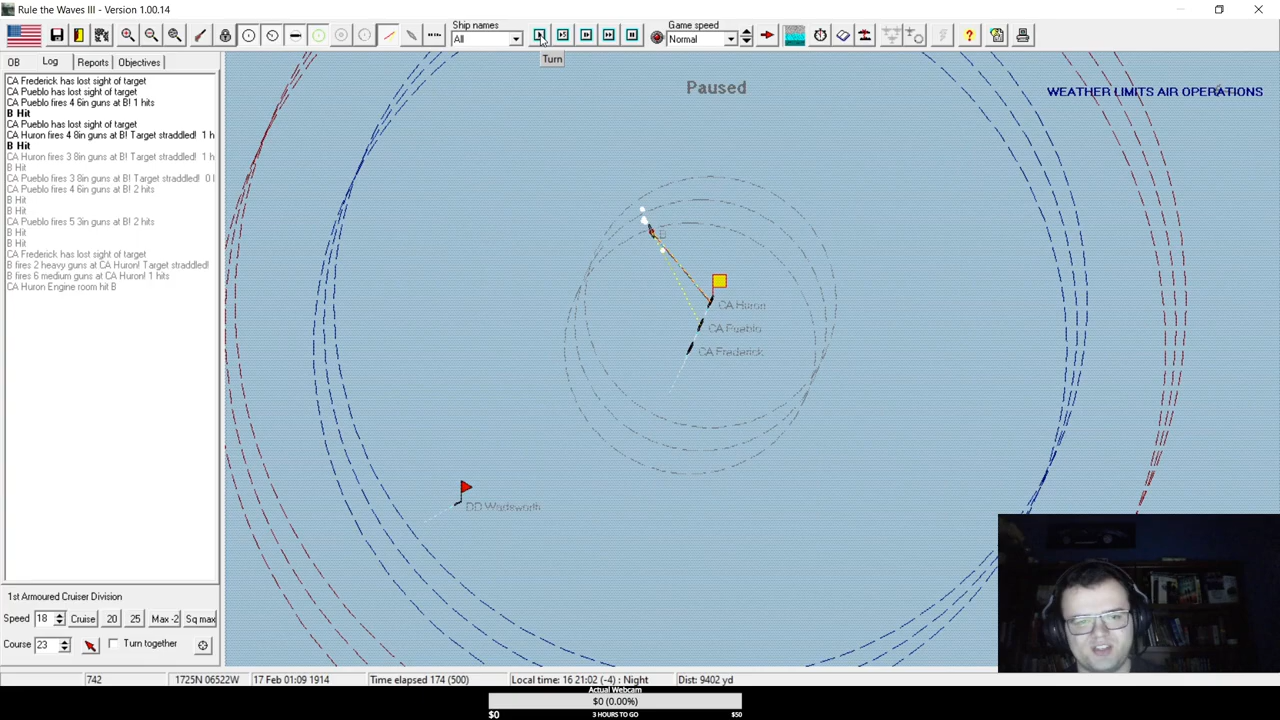 Rule the Waves III - Version 1.00.14
Ship names
All
Game speed
Normal
Turn
OB
Log
Reports
Objectives
CA Frederick has lost sight of target
CA Pueblo has lost sight of target
CA Pueblo fires 4 6in guns at B! 1 hits
B Hit
CA Pueblo has lost sight of target
CA Huron fires 4 8in guns at B! Target straddled! 1 h
B Hit
CA Huron fires 3 8in guns at B! Target straddled! 1 h
B Hit
CA Pueblo fires 3 8in guns at B! Target straddled! 0 l
CA Pueblo fires 4 6in guns at B! 2 hits
B Hit
B Hit
CA Pueblo fires 5 3in guns at B! 2 hits
B Hit
B Hit
CA Frederick has lost sight of target
B fires 2 heavy guns at CA Huron! Target straddled!
B fires 6 medium guns at CA Huron! 1 hits
CA Huron Engine room hit B
Paused
WEATHER LIMITS AIR OPERATIONS
CA Huron
CA Pueblo
CA Frederick
DD Wadsworth
1st Armoured Cruiser Division
Speed 18 Cruise 20 25 Max -2 Sq max
Course 23 Turn together
742
1725N 06522W
17 Feb 01:09 1914
Time elapsed 174 (500)
Local time: 16 21:02 (-4) : Night
Dist: 9402 yd
Actual Webcam
$0 (0.00%)
$0
3 HOURS TO GO
$50